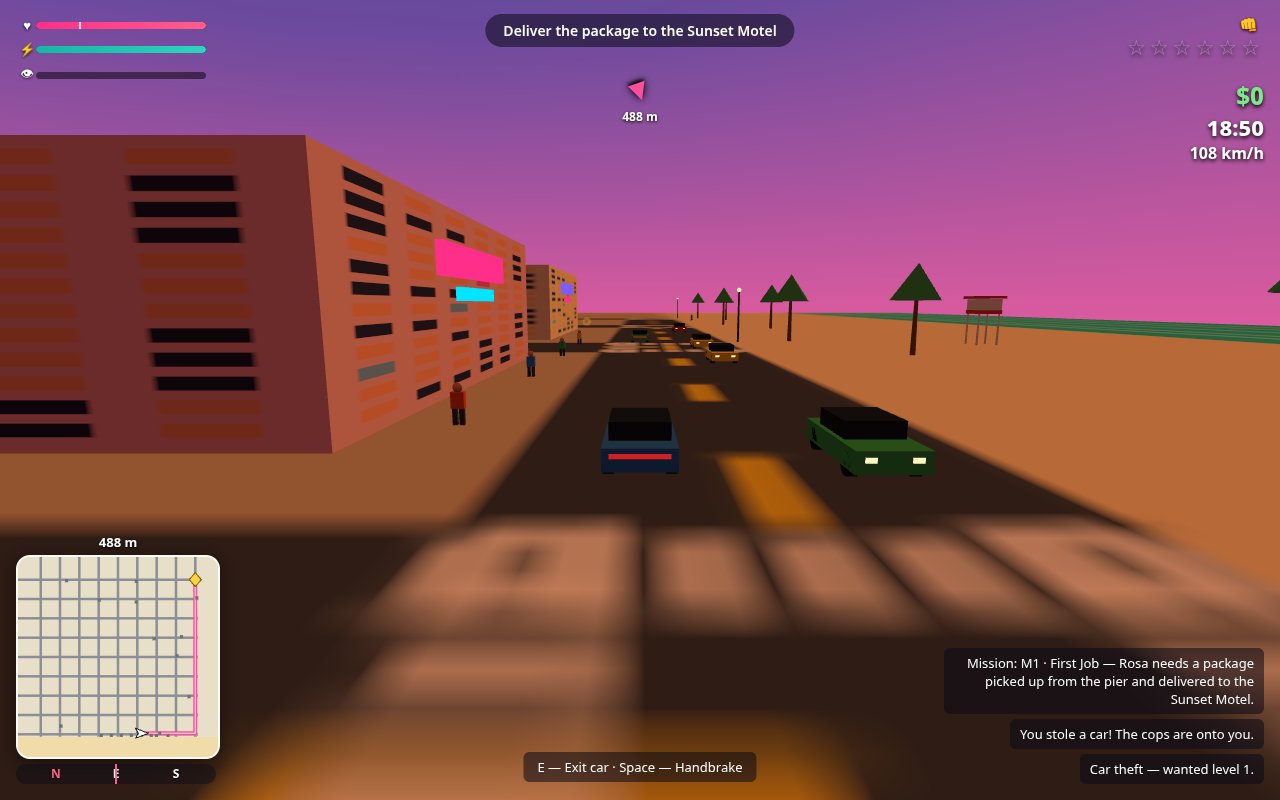 Deliver the package to the Sunset Motel
488 m
$0
18:50
108 km/h
488 m
N E S
Mission: M1 · First Job — Rosa needs a package
picked up from the pier and delivered to the
Sunset Motel.
You stole a car! The cops are onto you.
Car theft — wanted level 1.
E — Exit car · Space — Handbrake